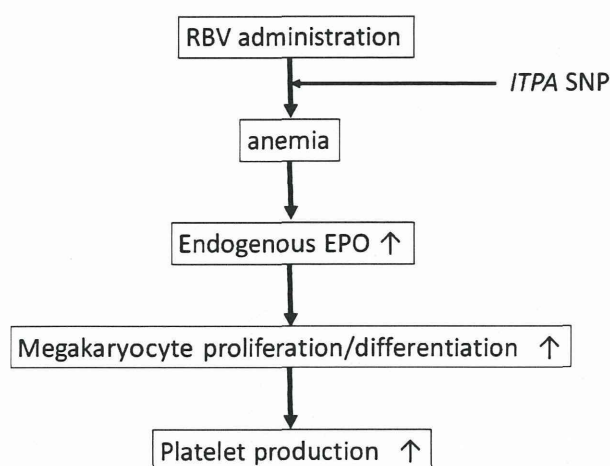 RBV administration
ITPA SNP
anemia
Endogenous EPO ↑
Megakaryocyte proliferation/differentiation ↑
Platelet production ↑